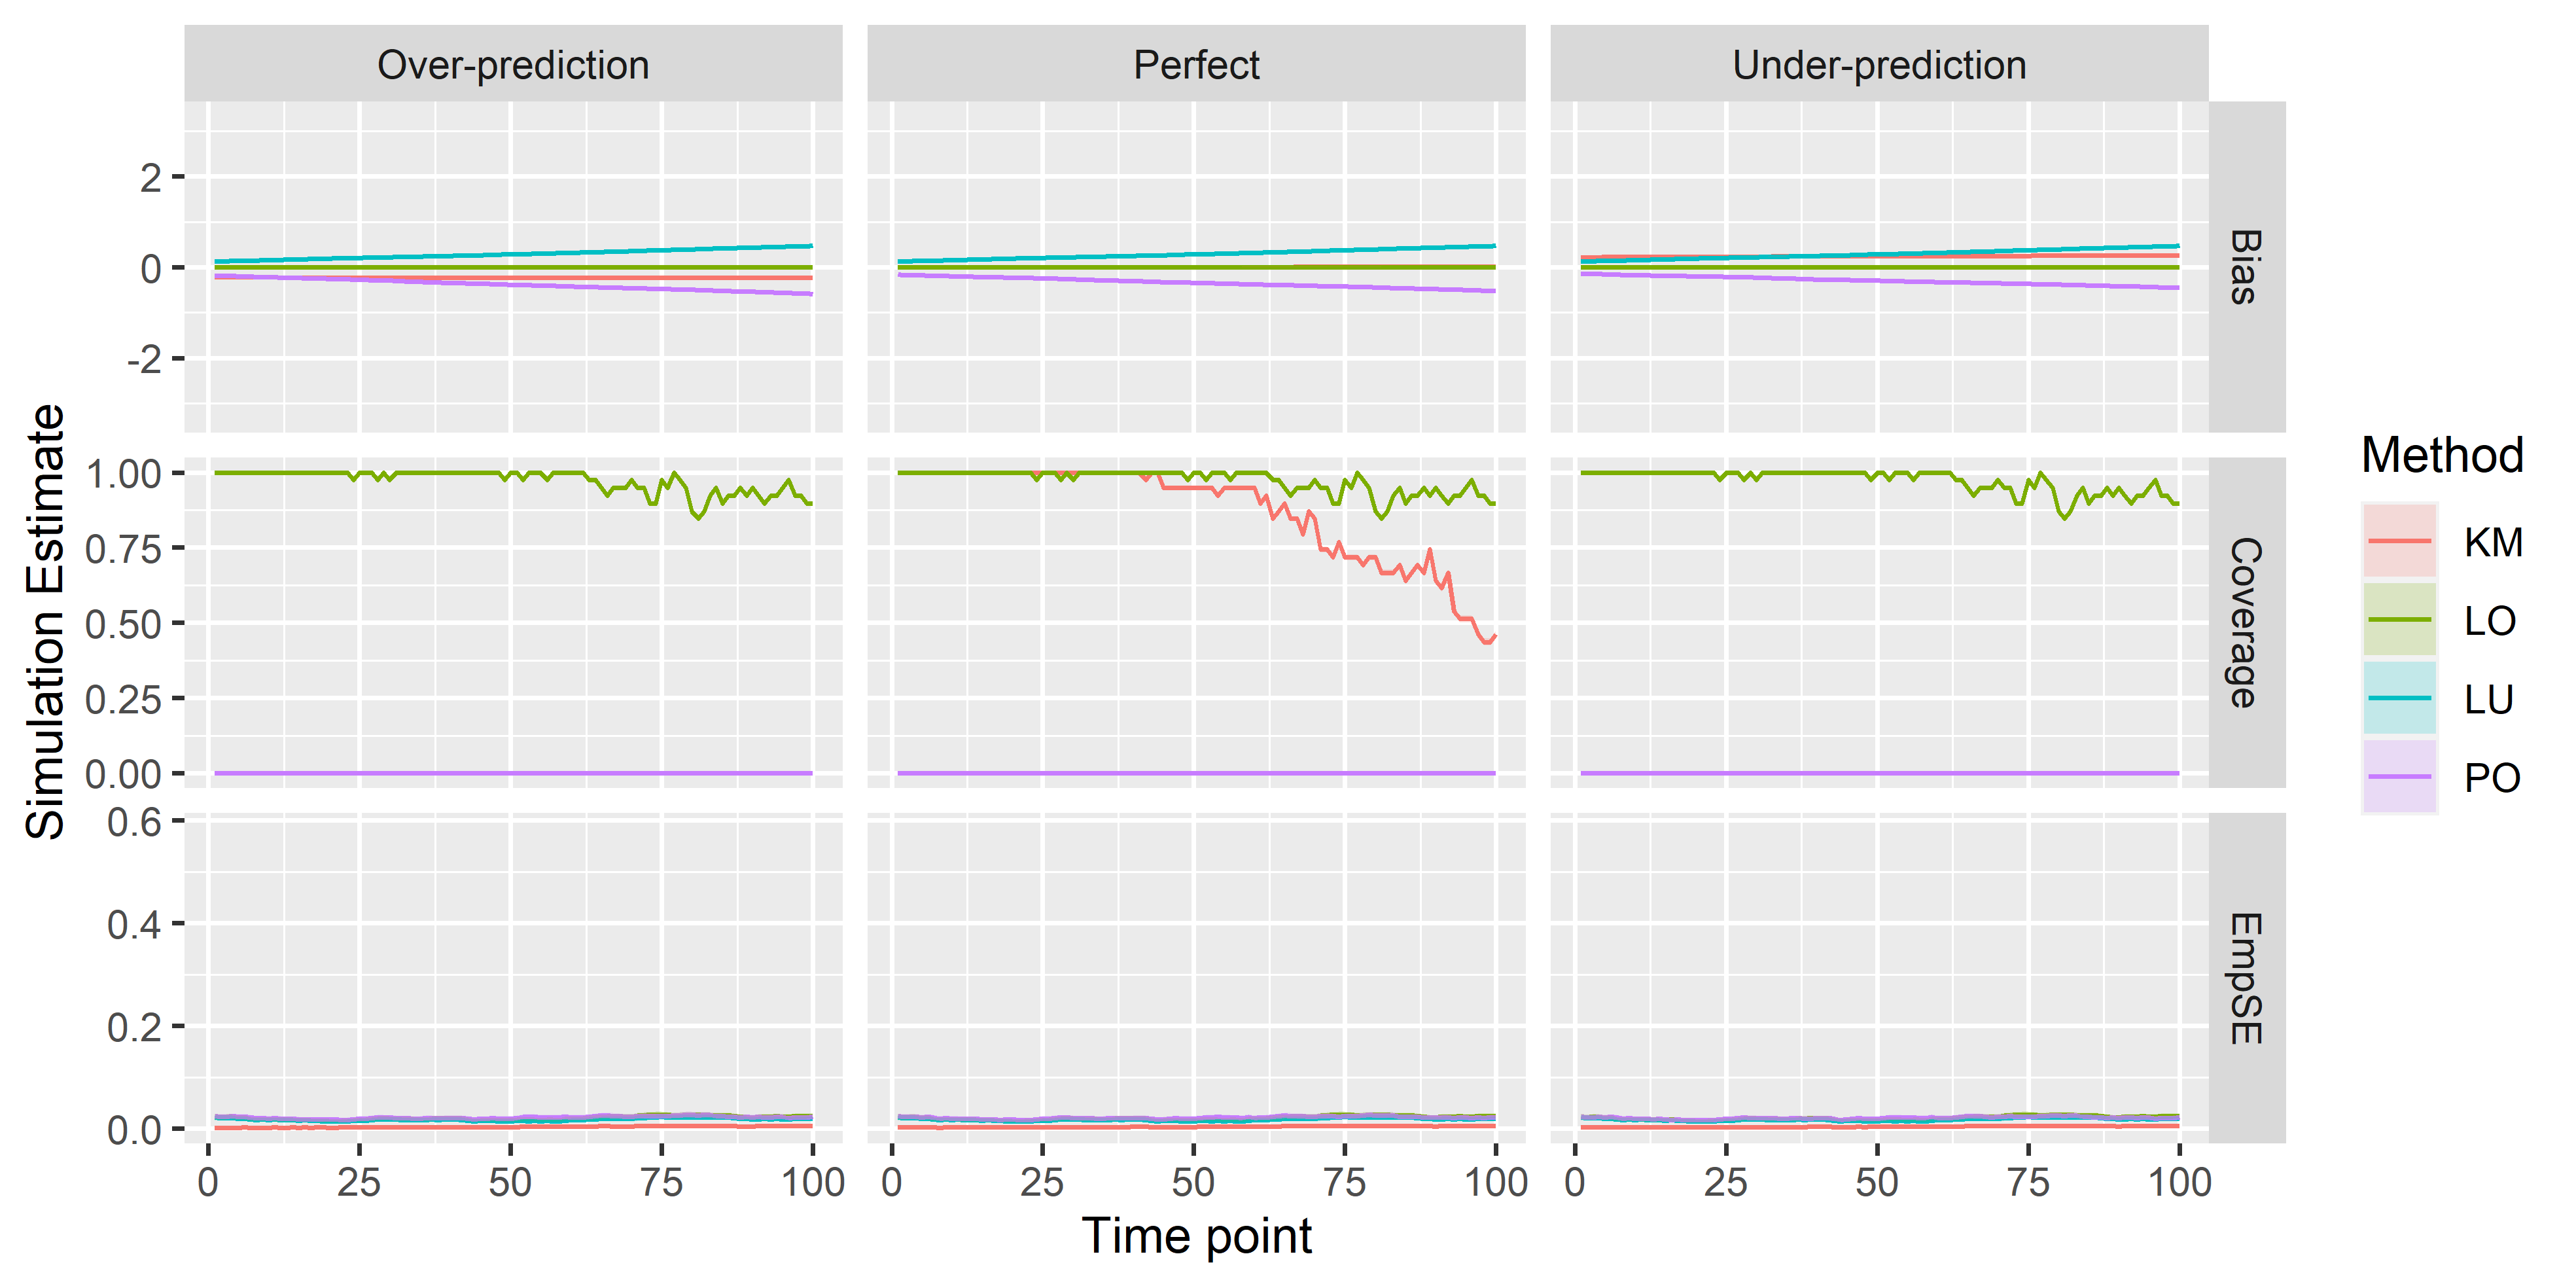 Over-prediction
Perfect
Under-prediction
Simulation Estimate
2
0
-2
Bias
1.00
0.75
0.50
0.25
0.00
Coverage
0.6
0.4
0.2
0.0
EmpSE
0 25 50 75 100
0 25 50 75 100
0 25 50 75 100
Time point
Method
KM
LO
LU
PO